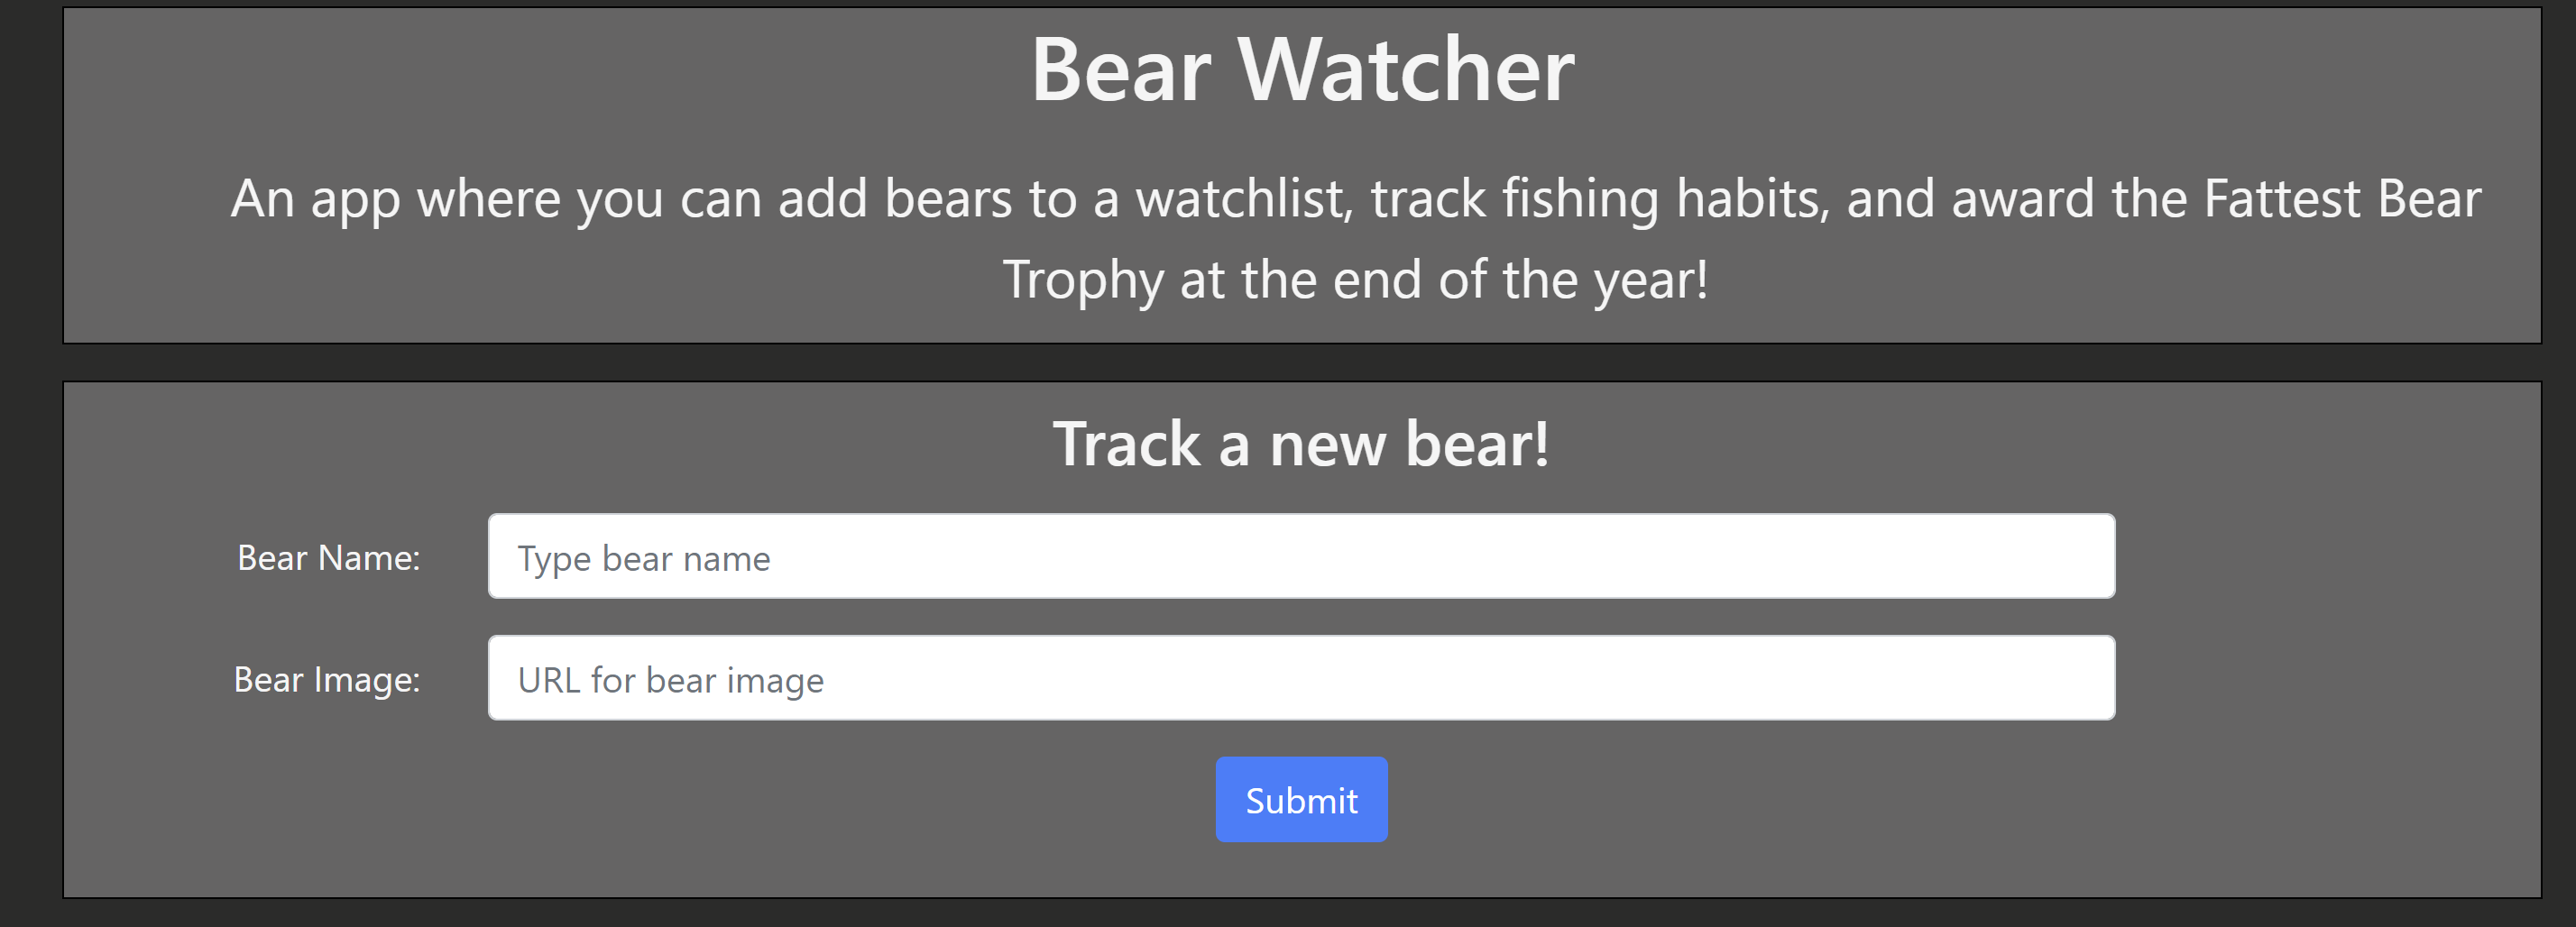 Bear Watcher
An app where you can add bears to a watchlist, track fishing habits, and award the Fattest Bear
Trophy at the end of the year!
Track a new bear!
Bear Name:
Type bear name
Bear Image:
URL for bear image
Submit